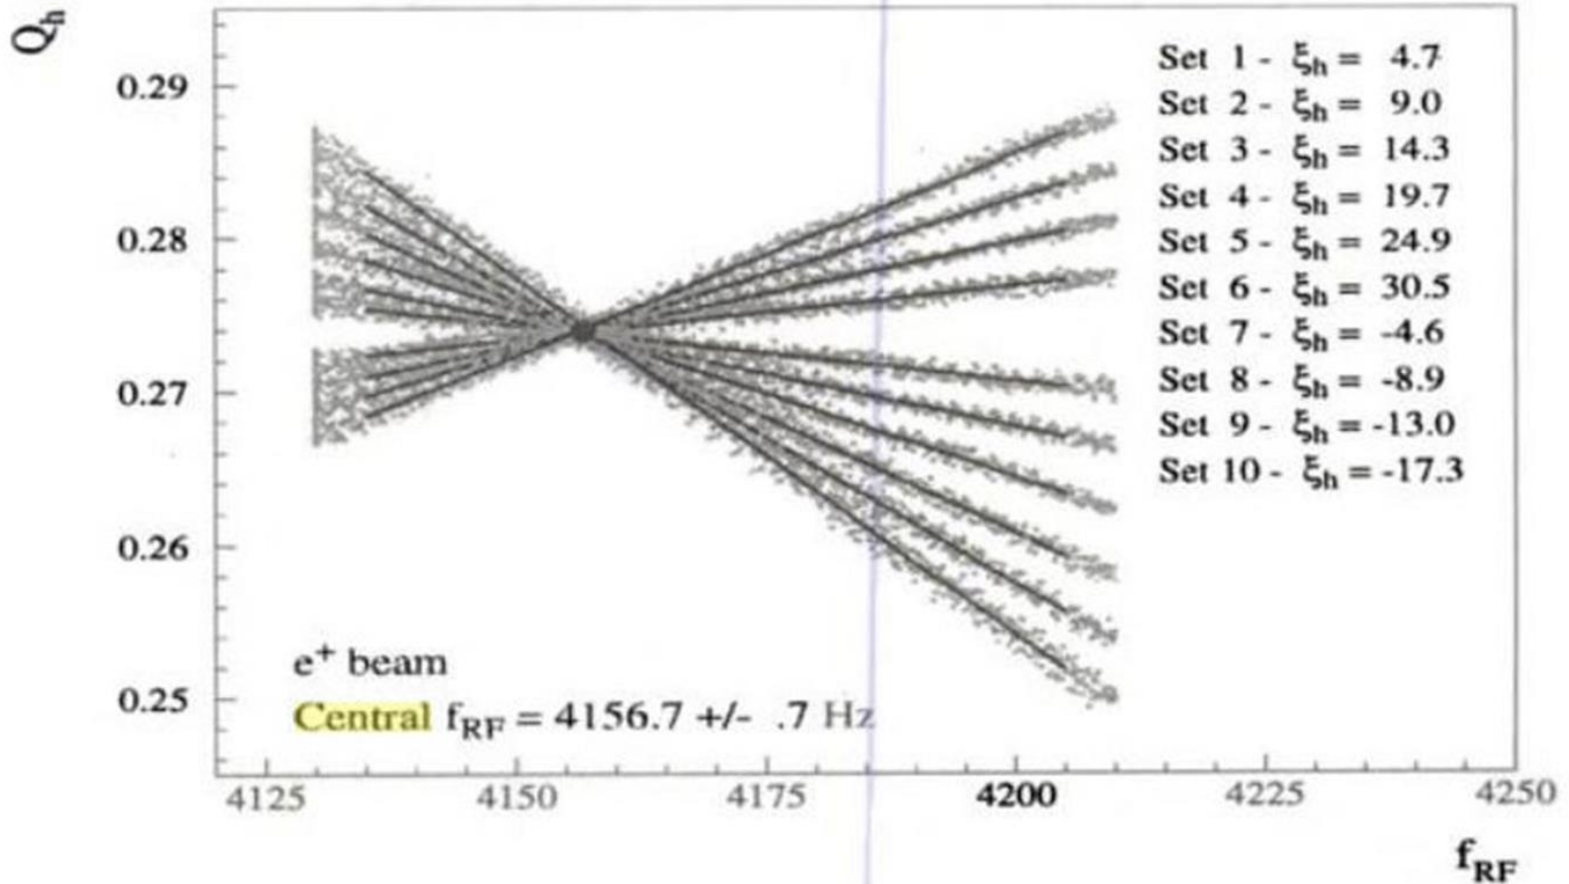 Qh
0.29
0.28
0.27
0.26
0.25
Set 1 - ξh = 4.7
Set 2 - ξh = 9.0
Set 3 - ξh = 14.3
Set 4 - ξh = 19.7
Set 5 - ξh = 24.9
Set 6 - ξh = 30.5
Set 7 - ξh = -4.6
Set 8 - ξh = -8.9
Set 9 - ξh = -13.0
Set 10 - ξh = -17.3
e+ beam
Central fRF = 4156.7 +/- .7 Hz
4125 4150 4175 4200 4225 4250
fRF